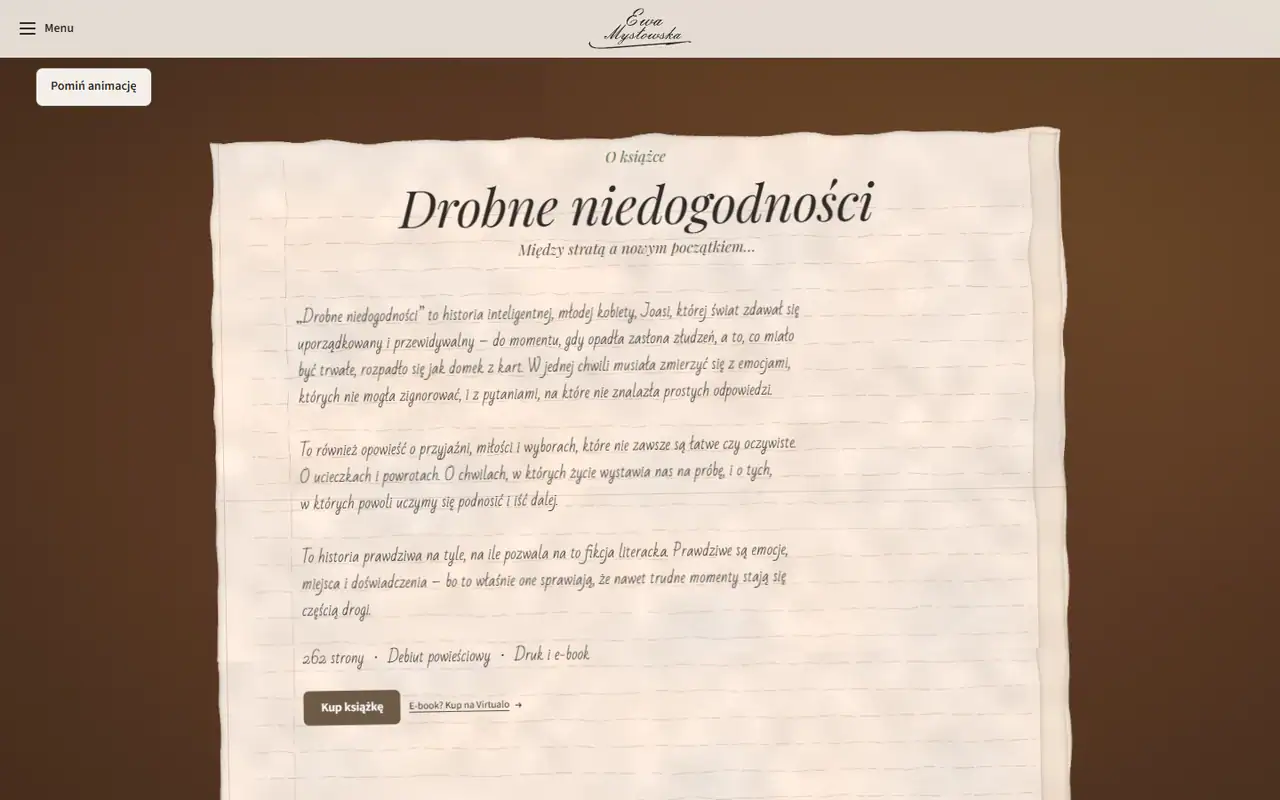 Menu
Ewa
Mysłowska
Pomiń animację
O książce
Drobne niedogodności
Między stratą a nowym początkiem...
„Drobne niedogodności” to historia inteligentnej, młodej kobiety, Joasi, której świat zdawał się
uporządkowany i przewidywalny – do momentu, gdy opadła zasłona złudzeń, a to, co miało
być trwałe, rozpadło się jak domek z kart. W jednej chwili musiała zmierzyć się z emocjami,
których nie mogła zignorować, i z pytaniami, na które nie znalazła prostych odpowiedzi.
To również opowieść o przyjaźni, miłości i wyborach, które nie zawsze są łatwe czy oczywiste.
O ucieczkach i powrotach. O chwilach, w których życie wystawia nas na próbę, i o tych,
w których powoli uczymy się podnosić i iść dalej.
To historia prawdziwa na tyle, na ile pozwala na to fikcja literacka. Prawdziwe są emocje,
miejsca i doświadczenia – bo to właśnie one sprawiają, że nawet trudne momenty stają się
częścią drogi.
262 strony · Debiut powieściowy · Druk i e-book
Kup książkę
E-book? Kup na Virtualo →